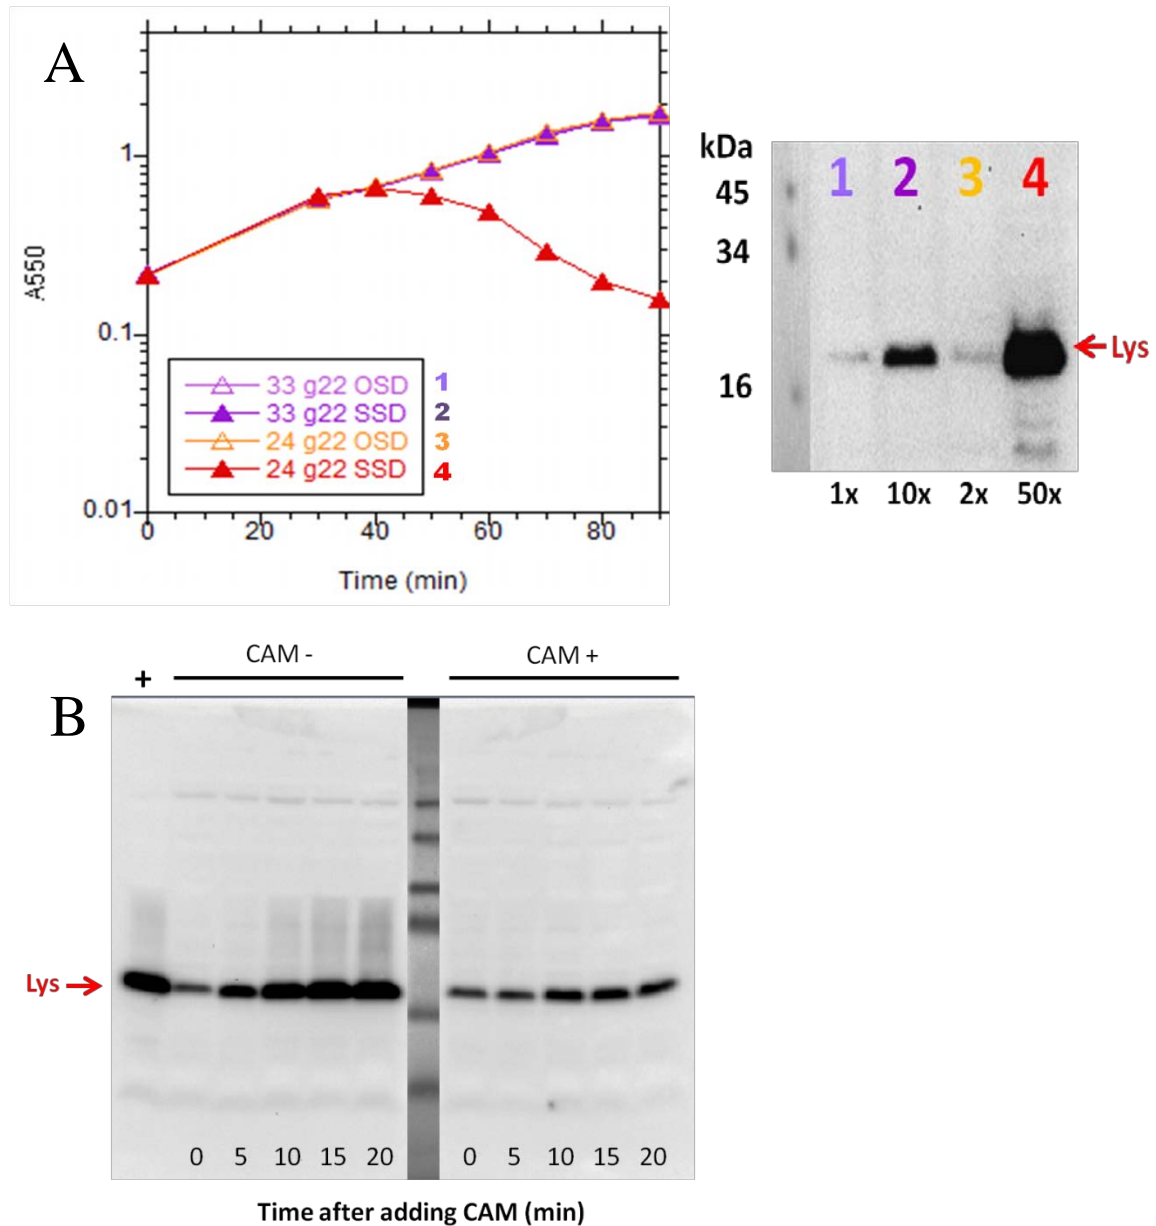 A
1
0.1
0.01
A550
0
20
40
60
80
Time (min)
33 g22 OSD 1
33 g22 SSD 2
24 g22 OSD 3
24 g22 SSD 4
kDa
45
34
16
1 2 3 4
Lys
1x 10x 2x 50x
B
+
CAM -
CAM +
Lys
0 5 10 15 20
0 5 10 15 20
Time after adding CAM (min)